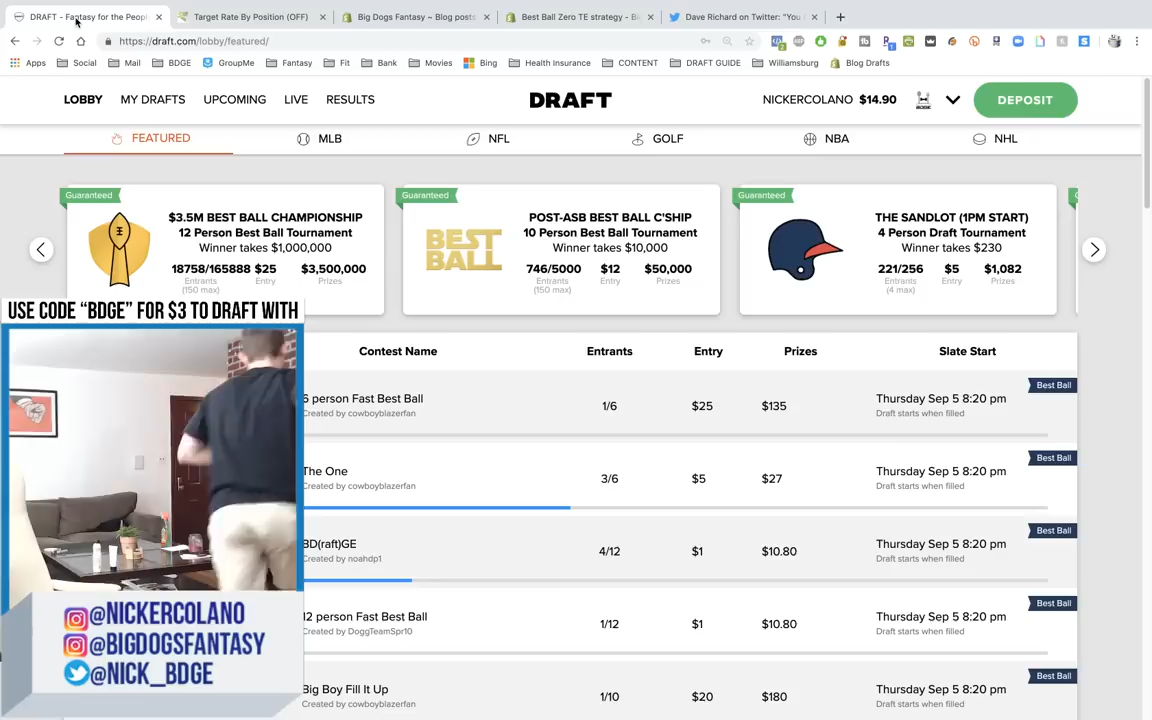 DRAFT - Fantasy for the Peopl
Target Rate By Position (OFF)
Big Dogs Fantasy ~ Blog posts
Best Ball Zero TE strategy - Bi
Dave Richard on Twitter: "You
https://draft.com/lobby/featured/
Apps Social Mail BDGE GroupMe Fantasy Fit Bank Movies Bing Health Insurance CONTENT DRAFT GUIDE Williamsburg Blog Drafts
LOBBY MY DRAFTS UPCOMING LIVE RESULTS DRAFT NICKERCOLANO $14.90 DEPOSIT
FEATURED MLB NFL GOLF NBA NHL
Guaranteed
$3.5M BEST BALL CHAMPIONSHIP
12 Person Best Ball Tournament
Winner takes $1,000,000
18758/165888 $25 $3,500,000
Entrants Entry Prizes
(150 max)
Guaranteed
BEST
BALL
POST-ASB BEST BALL C'SHIP
10 Person Best Ball Tournament
Winner takes $10,000
746/5000 $12 $50,000
Entrants Entry Prizes
(150 max)
Guaranteed
THE SANDLOT (1PM START)
4 Person Draft Tournament
Winner takes $230
221/256 $5 $1,082
Entrants Entry Prizes
(4 max)
USE CODE "BDGE" FOR $3 TO DRAFT WITH
Contest Name Entrants Entry Prizes Slate Start
Best Ball
6 person Fast Best Ball 1/6 $25 $135 Thursday Sep 5 8:20 pm
Created by cowboyblazerfan Draft starts when filled
Best Ball
The One 3/6 $5 $27 Thursday Sep 5 8:20 pm
Created by cowboyblazerfan Draft starts when filled
Best Ball
BD(raft)GE 4/12 $1 $10.80 Thursday Sep 5 8:20 pm
Created by noahdp1 Draft starts when filled
Best Ball
12 person Fast Best Ball 1/12 $1 $10.80 Thursday Sep 5 8:20 pm
Created by DoggTeamSpr10 Draft starts when filled
Best Ball
Big Boy Fill It Up 1/10 $20 $180 Thursday Sep 5 8:20 pm
Created by cowboyblazerfan Draft starts when filled
@NICKERCOLANO
@BIGDOGSFANTASY
@NICK_BDGE